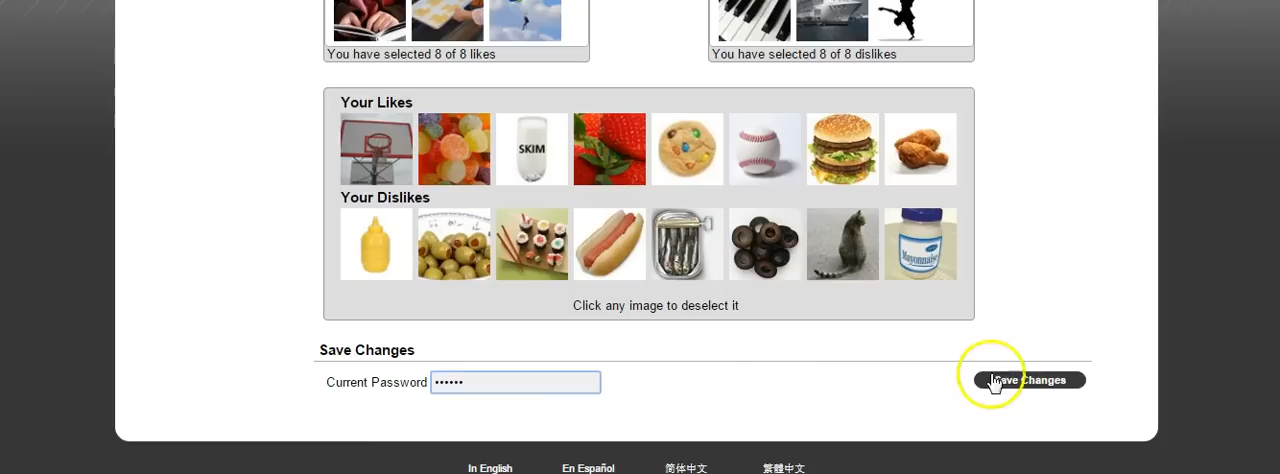 You have selected 8 of 8 likes
You have selected 8 of 8 dislikes
Your Likes
SKIM
Your Dislikes
Mayonnaise
Click any image to deselect it
Save Changes
Current Password ••••••
Save Changes
In English
En Español
简体中文
繁體中文